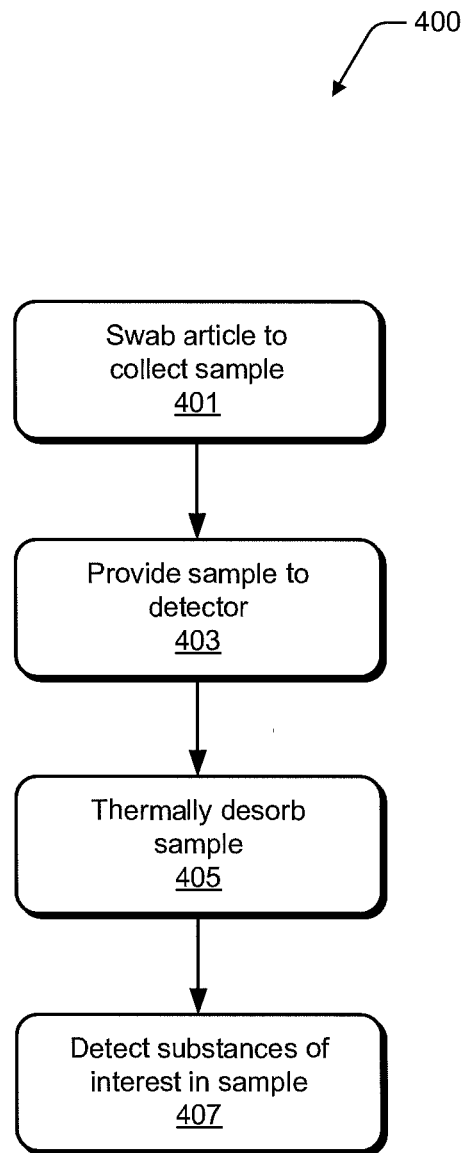 400
Swab article to
collect sample
401
Provide sample to
detector
403
Thermally desorb
sample
405
Detect substances of
interest in sample
407